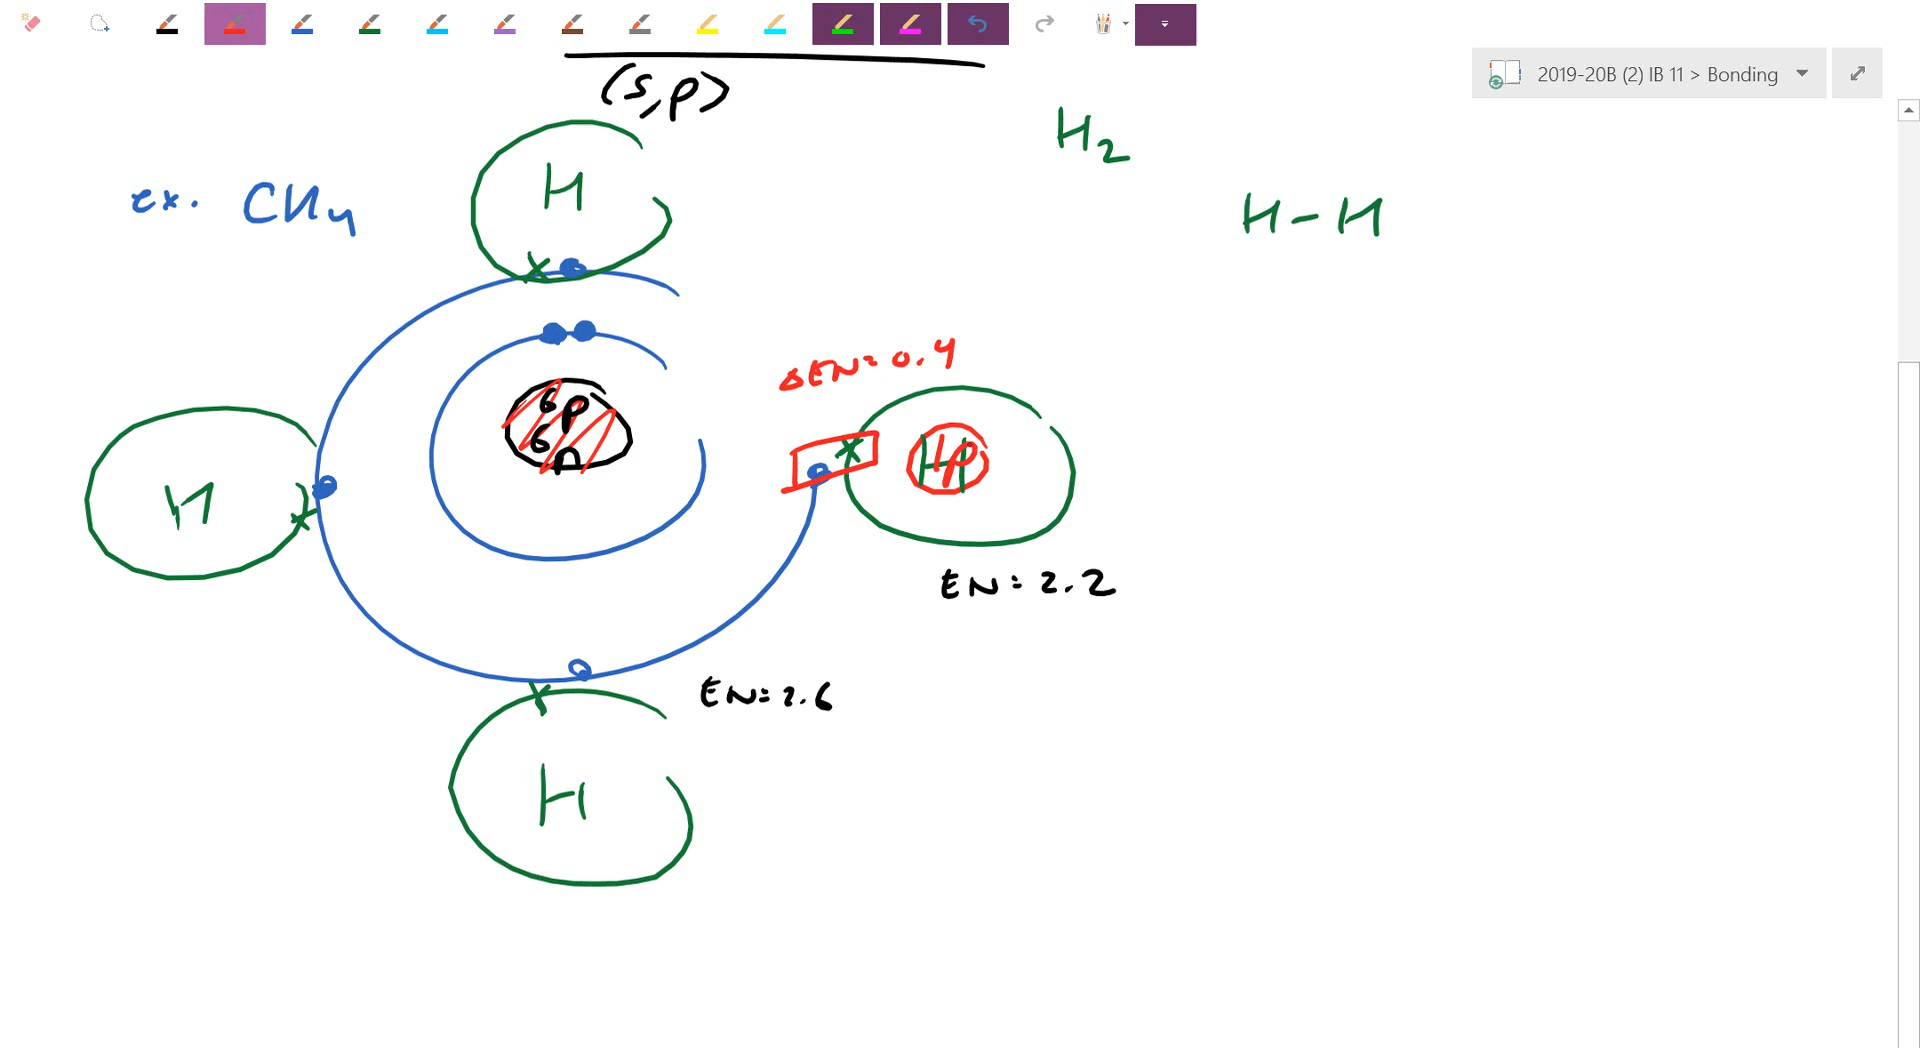 2019-20B (2) IB 11 > Bonding
(s,p)
H2
ex. CH4
H
H-H
ΔEN=0.4
6p
6n
H
1p
H
EN=2.2
EN=2.6
H